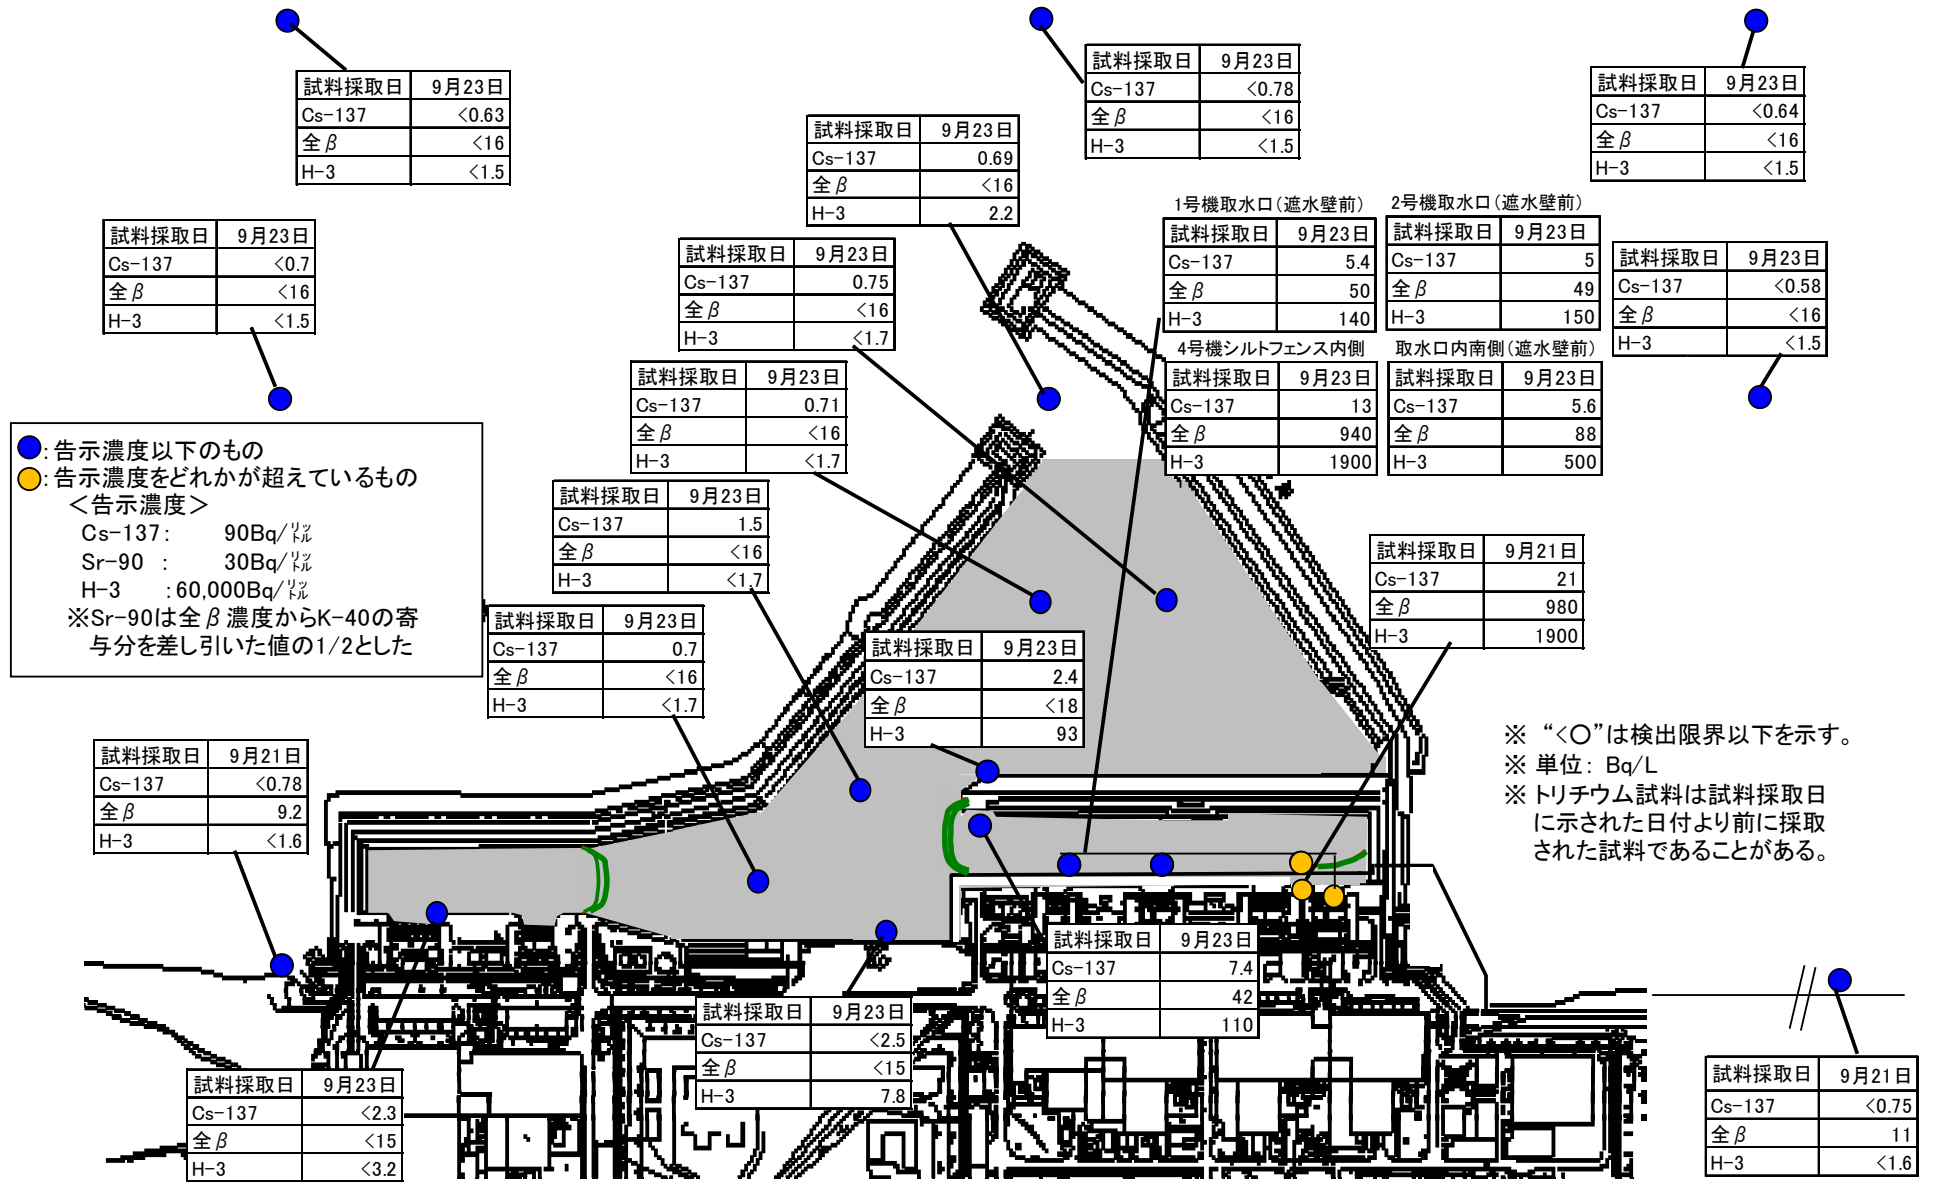 試料採取日 9月23日
Cs-137 <0.63
全β <16
H-3 <1.5
試料採取日 9月23日
Cs-137 <0.78
全β <16
H-3 <1.5
試料採取日 9月23日
Cs-137 <0.64
全β <16
H-3 <1.5
試料採取日 9月23日
Cs-137 0.69
全β <16
H-3 2.2
試料採取日 9月23日
Cs-137 <0.7
全β <16
H-3 <1.5
試料採取日 9月23日
Cs-137 0.75
全β <16
H-3 <1.7
1号機取水口(遮水壁前)
試料採取日 9月23日
Cs-137 5.4
全β 50
H-3 140
2号機取水口(遮水壁前)
試料採取日 9月23日
Cs-137 5
全β 49
H-3 150
試料採取日 9月23日
Cs-137 <0.58
全β <16
H-3 <1.5
4号機シルトフェンス内側
試料採取日 9月23日
Cs-137 13
全β 940
H-3 1900
取水口内南側(遮水壁前)
試料採取日 9月23日
Cs-137 5.6
全β 88
H-3 500
試料採取日 9月23日
Cs-137 0.71
全β <16
H-3 <1.7
:告示濃度以下のもの
:告示濃度をどれかが超えているもの
<告示濃度>
Cs-137: 90Bq/㍑
Sr-90 : 30Bq/㍑
H-3 :60,000Bq/㍑
※Sr-90は全β濃度からK-40の寄
与分を差し引いた値の1/2とした
試料採取日 9月23日
Cs-137 1.5
全β <16
H-3 <1.7
試料採取日 9月21日
Cs-137 21
全β 980
H-3 1900
試料採取日 9月23日
Cs-137 0.7
全β <16
H-3 <1.7
試料採取日 9月23日
Cs-137 2.4
全β <18
H-3 93
※ “<○”は検出限界以下を示す。
※ 単位: Bq/L
※ トリチウム試料は試料採取日
に示された日付より前に採取
された試料であることがある。
試料採取日 9月21日
Cs-137 <0.78
全β 9.2
H-3 <1.6
試料採取日 9月23日
Cs-137 7.4
全β 42
H-3 110
試料採取日 9月23日
Cs-137 <2.5
全β <15
H-3 7.8
試料採取日 9月23日
Cs-137 <2.3
全β <15
H-3 <3.2
試料採取日 9月21日
Cs-137 <0.75
全β 11
H-3 <1.6